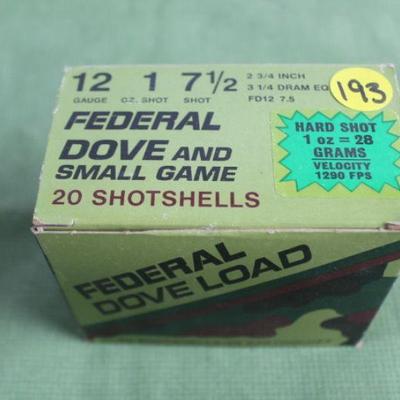 12 1 7 1/2 2 3/4 INCH
GAUGE OZ. SHOT SHOT 3 1/4 DRAM EQ
FD12 7.5
193
FEDERAL
DOVE AND
SMALL GAME
20 SHOTSHELLS
HARD SHOT
1 oz = 28
GRAMS
VELOCITY
1290 FPS
FEDERAL
DOVE LOAD